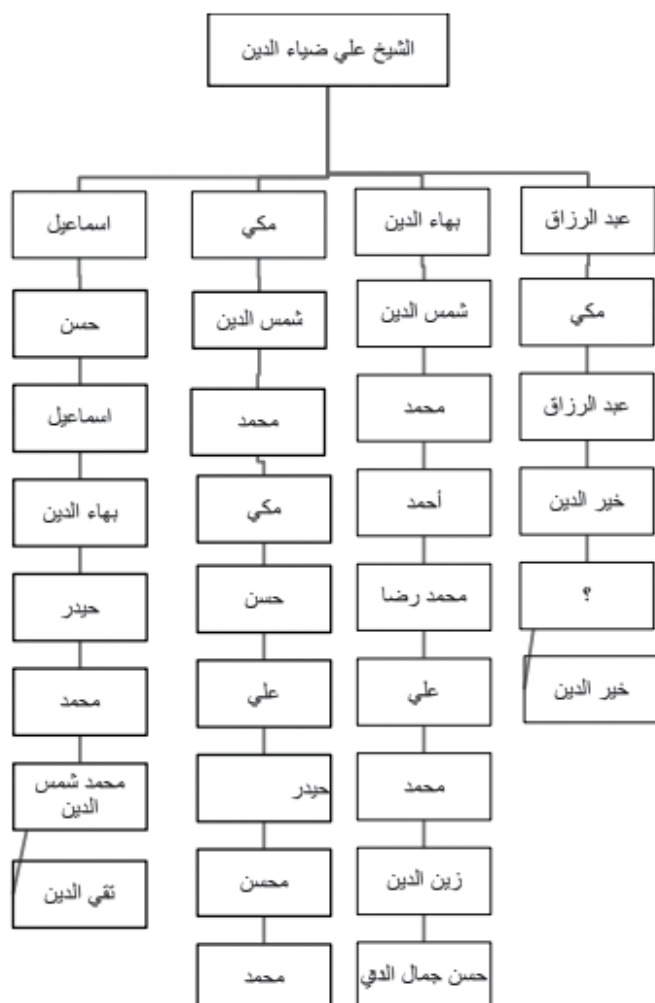 الشيخ علي ضياء الدين
عبد الرزاق
بهاء الدين
مكي
اسماعيل
مكي
شمس الدين
شمس الدين
حسن
عبد الرزاق
محمد
محمد
اسماعيل
خير الدين
أحمد
مكي
بهاء الدين
؟
محمد رضا
حسن
حيدر
خير الدين
علي
علي
محمد
محمد
حيدر
محمد شمس
الدين
زين الدين
محسن
تقي الدين
حسن جمال الدي
محمد